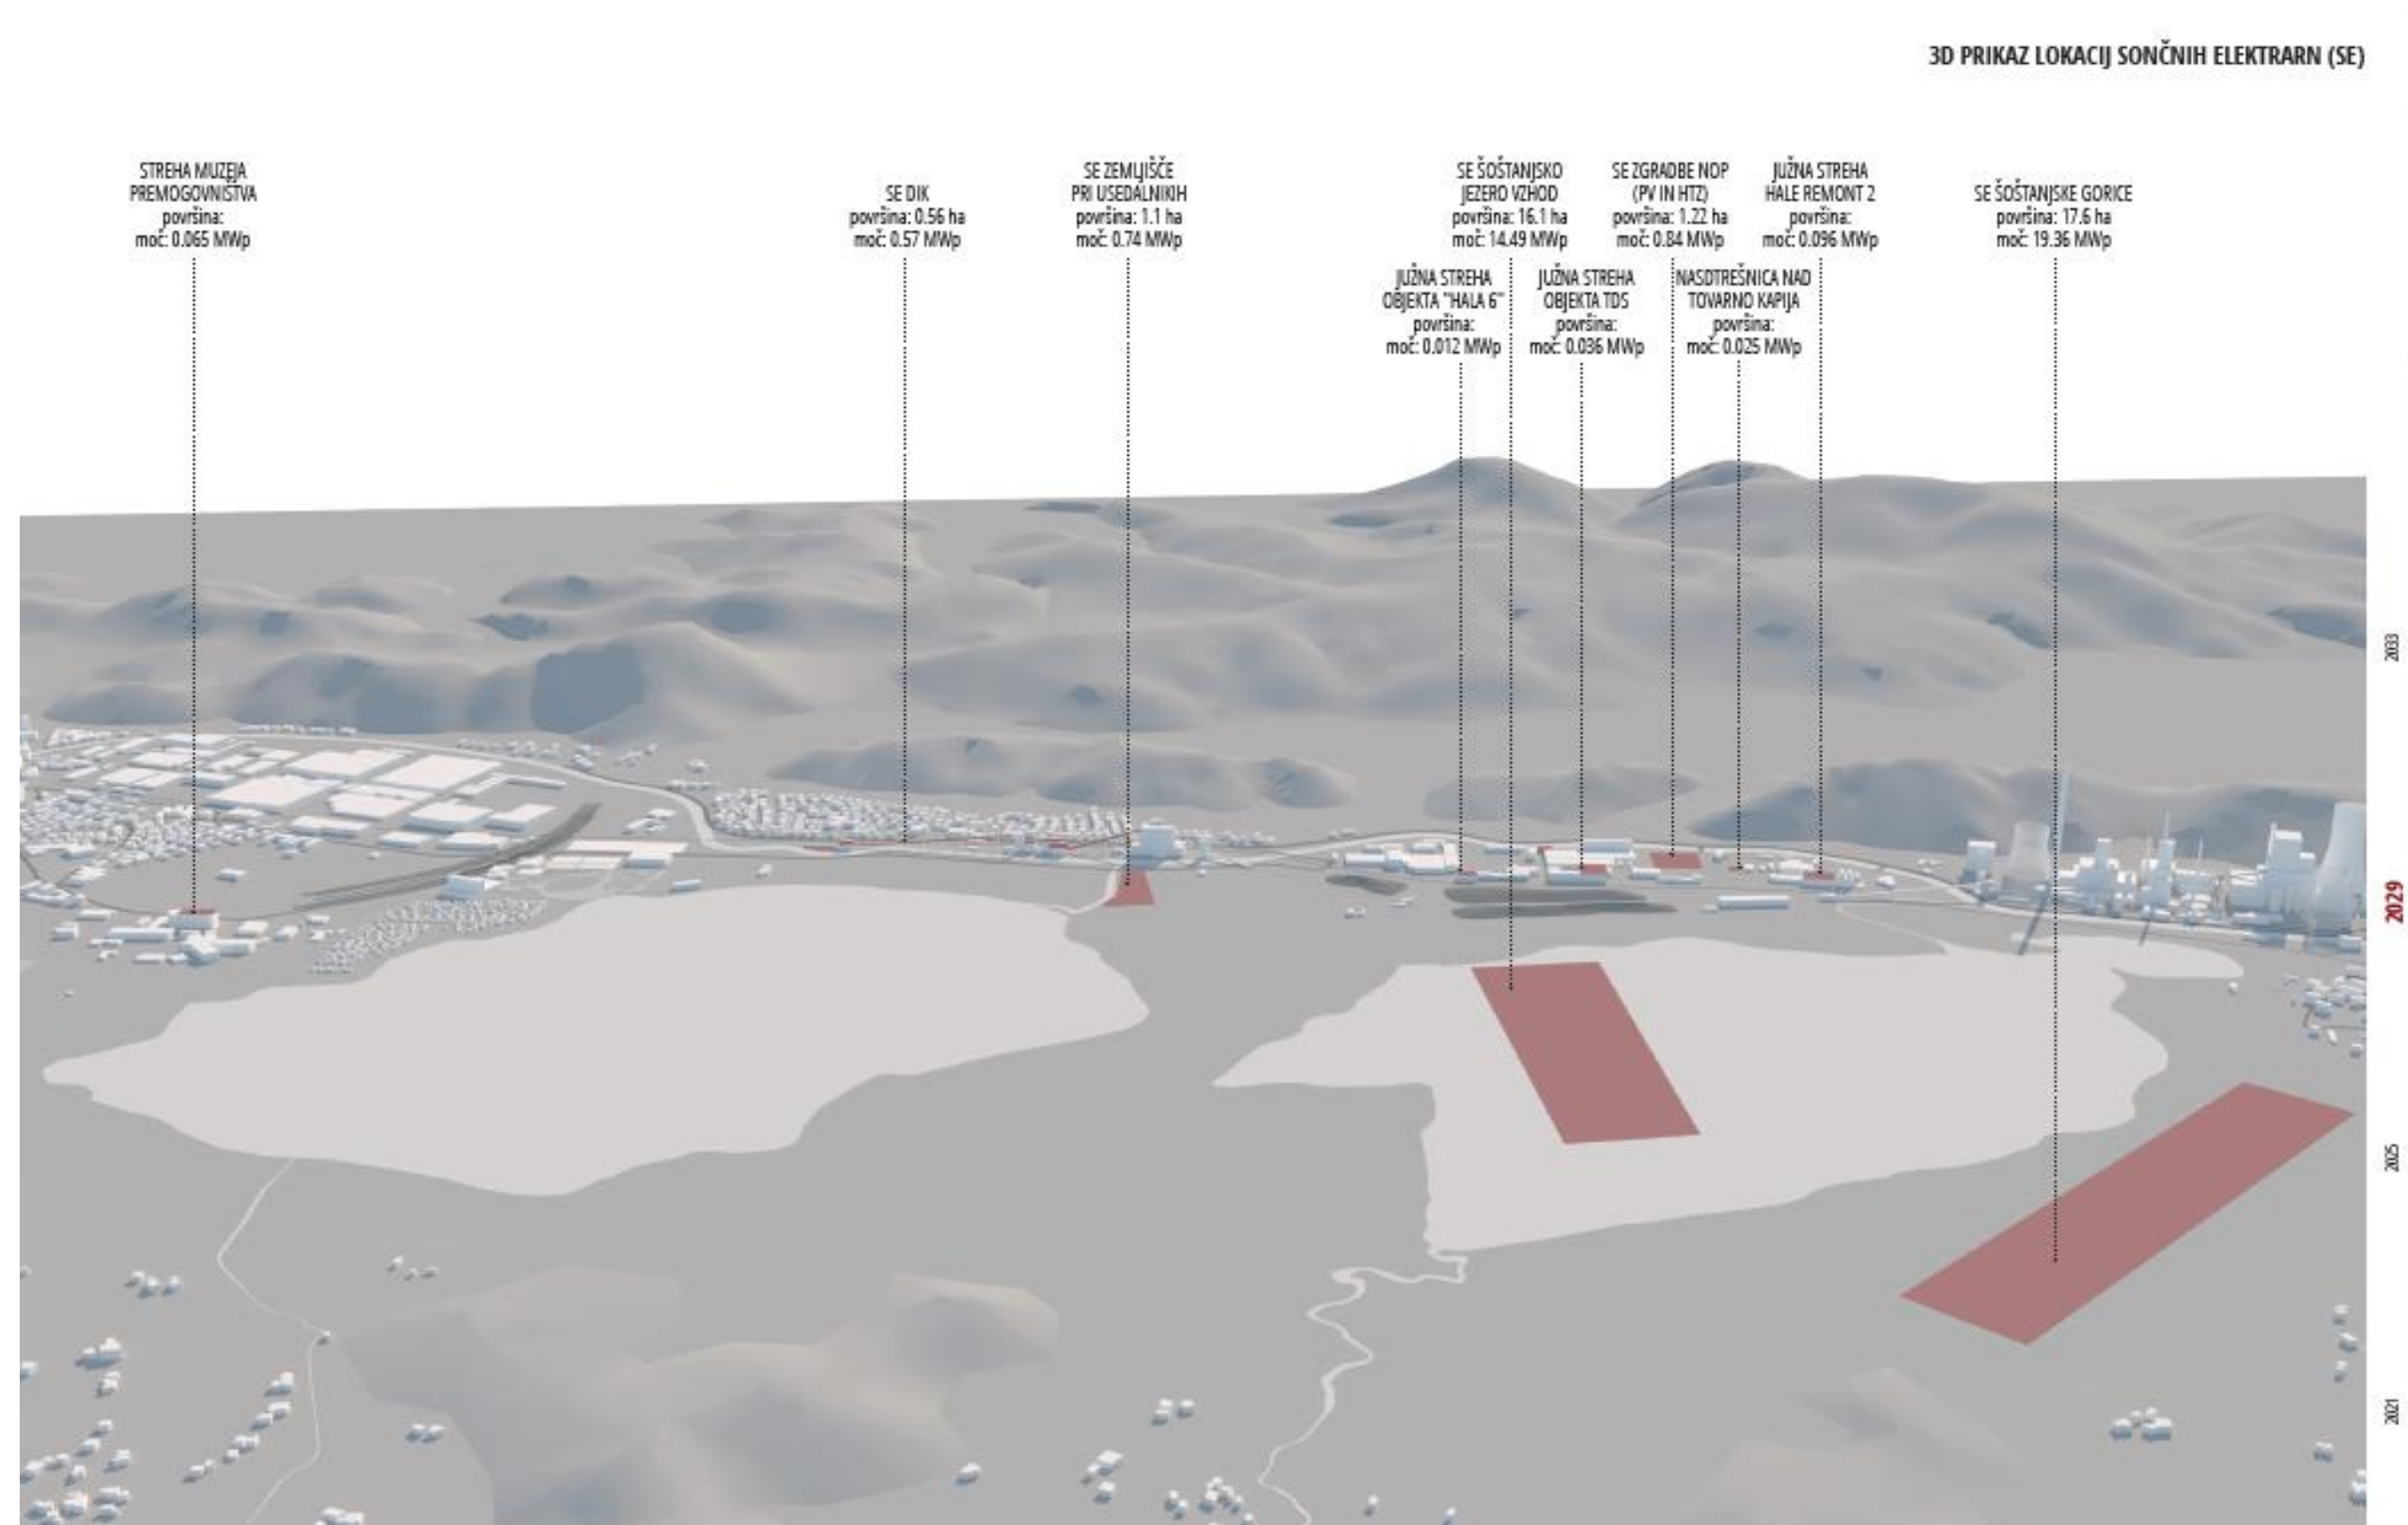 3D PRIKAZ LOKACIJ SONČNIH ELEKTRARN (SE)
STREHA MUZEJA
PREMOGOVNIŠTVA
površina:
moč: 0.065 MWp
SE DIK
površina: 0.56 ha
moč: 0.57 MWp
SE ZEMLJIŠČE
PRI USEDALNIKIH
površina: 1.1 ha
moč: 0.74 MWp
SE ŠOŠTANJSKO
JEZERO VZHOD
površina: 16.1 ha
moč: 14.49 MWp
SE ZGRADBE NOP
(PV IN HTZ)
površina: 1.22 ha
moč: 0.84 MWp
JUŽNA STREHA
HALE REMONT 2
površina:
moč: 0.096 MWp
SE ŠOŠTANJSKE GORICE
površina: 17.6 ha
moč: 19.36 MWp
JUŽNA STREHA
OBJEKTA "HALA 6"
površina:
moč: 0.012 MWp
JUŽNA STREHA
OBJEKTA TDS
površina:
moč: 0.036 MWp
NASDTREŠNICA NAD
TOVARNO KAPIJA
površina:
moč: 0.025 MWp
2033
2029
2025
2021